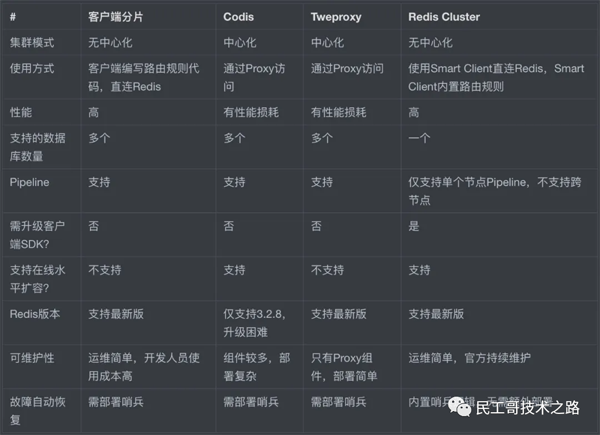 # 客户端分片 Codis Tweproxy Redis Cluster
集群模式 无中心化 中心化 中心化 无中心化
使用方式 客户端编写路由规则代 通过Proxy访 通过Proxy访问 使用Smart Client直连Redis，Smart
码，直连Redis 问 Client内置路由规则
性能 高 有性能损耗 有性能损耗 高
支持的数据 多个 多个 多个 一个
库数量
Pipeline 支持 支持 支持 仅支持单个节点Pipeline，不支持跨
节点
需升级客户 否 否 否 是
端SDK?
支持在线水 不支持 支持 不支持 支持
平扩容?
Redis版本 支持最新版 仅支持3.2.8， 支持最新版 支持最新版
升级困难
可维护性 运维简单，开发人员使 组件较多，部 只有Proxy组 运维简单，官方持续维护
用成本高 署复杂 件，部署简单
故障自动恢 需部署哨兵 需部署哨兵 需部署哨兵 内置哨兵
复
民工哥技术之路